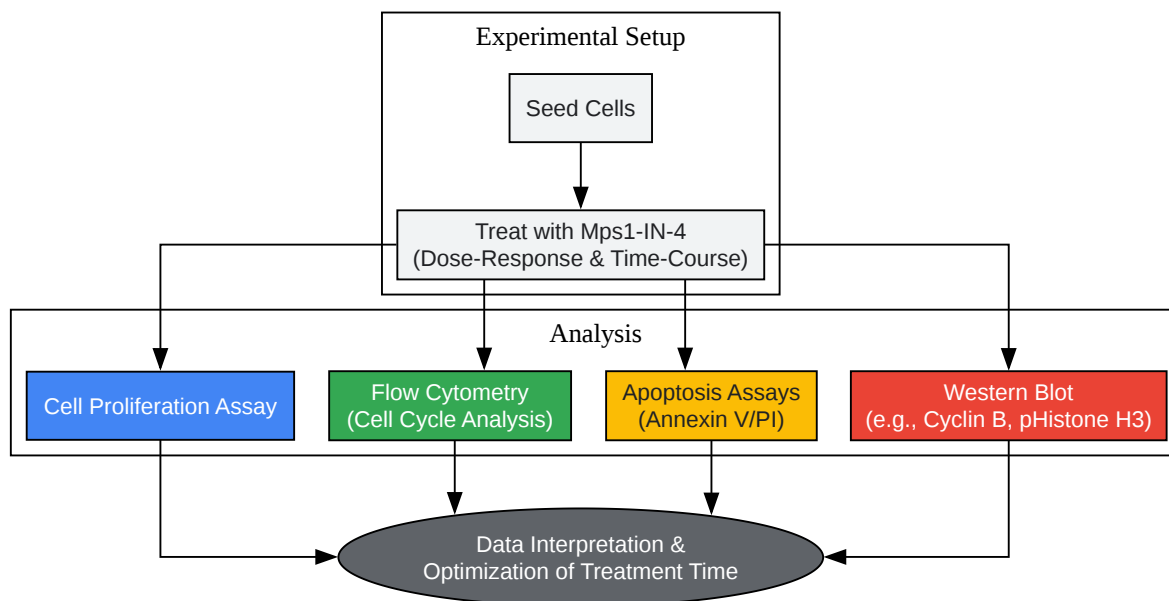 Experimental Setup
Seed Cells
Treat with Mps1-IN-4
(Dose-Response & Time-Course)
Analysis
Cell Proliferation Assay
Flow Cytometry
(Cell Cycle Analysis)
Apoptosis Assays
(Annexin V/PI)
Western Blot
(e.g., Cyclin B, pHistone H3)
Data Interpretation &
Optimization of Treatment Time